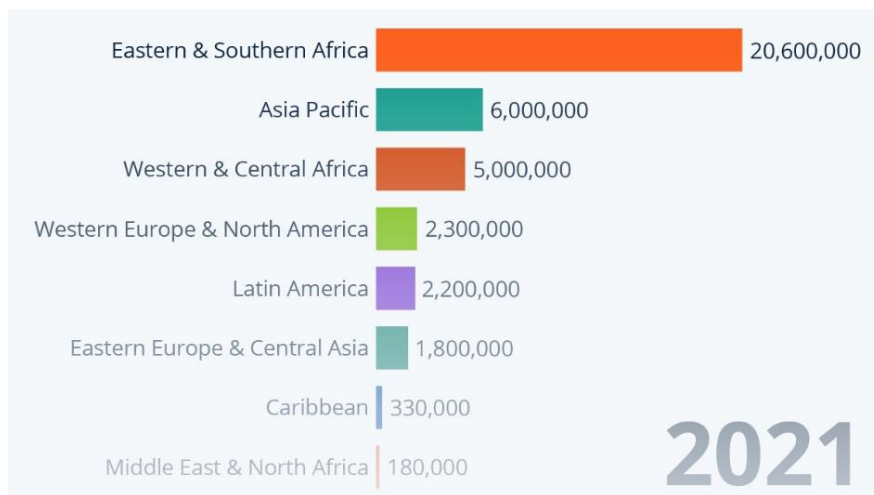 Eastern & Southern Africa 20,600,000
Asia Pacific 6,000,000
Western & Central Africa 5,000,000
Western Europe & North America 2,300,000
Latin America 2,200,000
Eastern Europe & Central Asia 1,800,000
Caribbean 330,000
Middle East & North Africa 180,000
2021